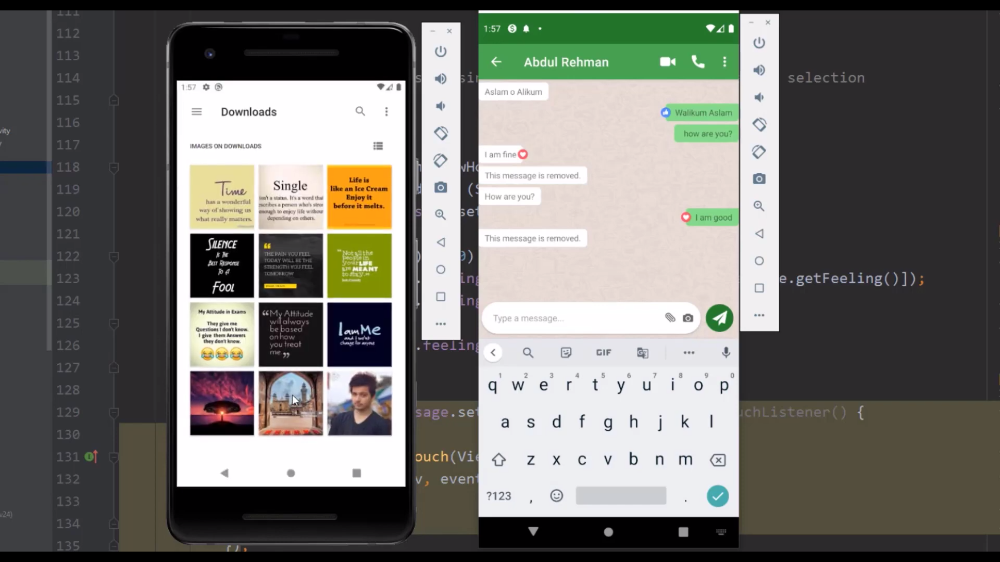 111
112
113
114
115
116
117
118
119
120
121
122
123
124
125
126
127
128
129
130
131
132
133
134
135
vity
v24)
selection
e.getFeeling()]);
.feeling
sage.set
uchListener() {
ouch(Vie
v, event
});
1:57
Downloads
IMAGES ON DOWNLOADS
Time
has a wonderful
way of showing us
what really matters.
Single
isn't a status. It's a word that
describes a person who's stron
enough to enjoy life without
depending on others.
Life is
like an Ice Cream
Enjoy it
before it melts.
SILENCE
IS THE
BEST RESPONSE
TO A
FOOL
THE PAIN YOU FEEL
TODAY WILL BE THE
STRENGTH YOU FEEL
TOMORROW
"Not all the
people in
your LIFE
are MEANT
to stay."
My Attitude in Exams
They give me
Questions I don't know.
I give them Answers
they don't know.
"My Attitude
will always
be based
on how
you treat
me."
I am Me
and I won't
change for anyone
1:57
Abdul Rehman
Aslam o Alikum
Walikum Aslam
how are you?
I am fine
This message is removed.
How are you?
I am good
This message is removed.
Type a message...
GIF
1 2 3 4 5 6 7 8 9 0
q w e r t y u i o p
a s d f g h j k l
z x c v b n m
?123 , .